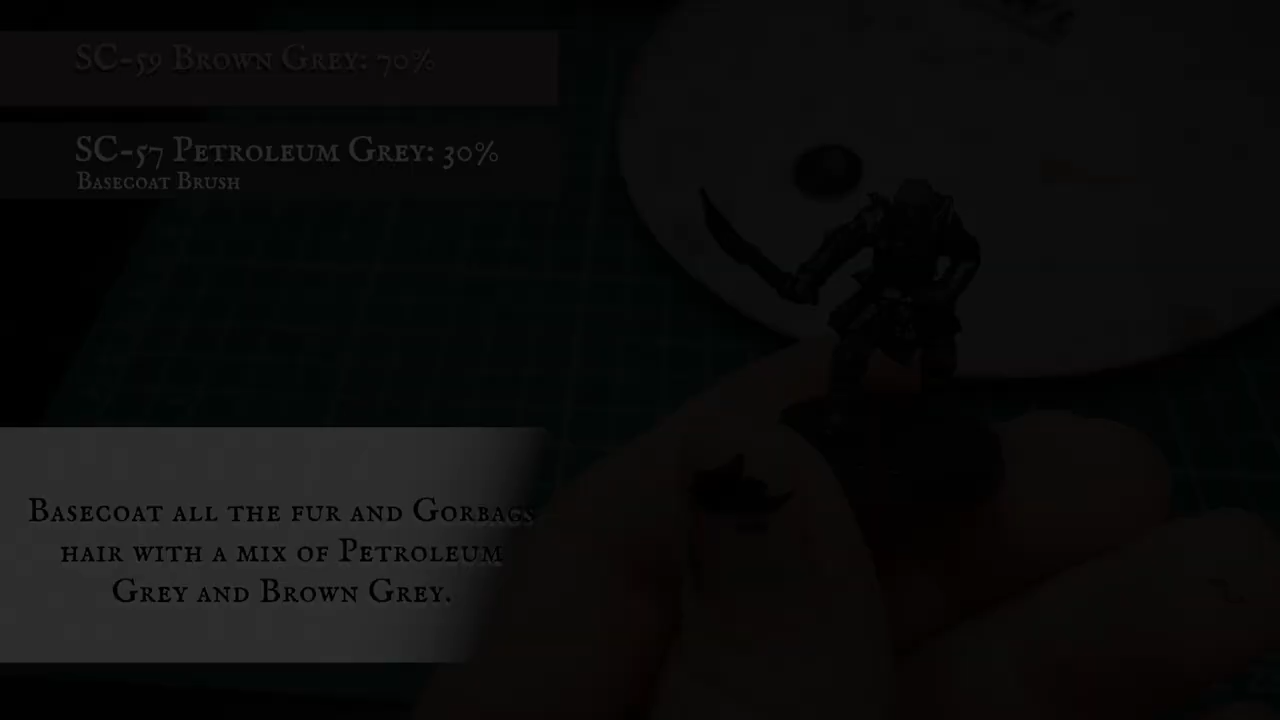 SC-59 Brown Grey: 70%
SC-57 Petroleum Grey: 30%
Basecoat Brush
Basecoat all the fur and Gorbags
hair with a mix of Petroleum
Grey and Brown Grey.